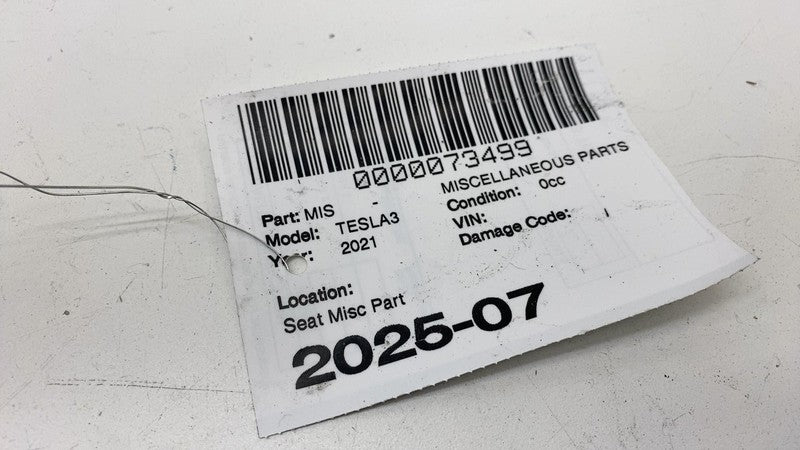 0000073499
Part: MIS - MISCELLANEOUS PARTS
Model: TESLA3 Condition: 0cc
Year: 2021 VIN:
Damage Code:
Location:
Seat Misc Part
2025-07